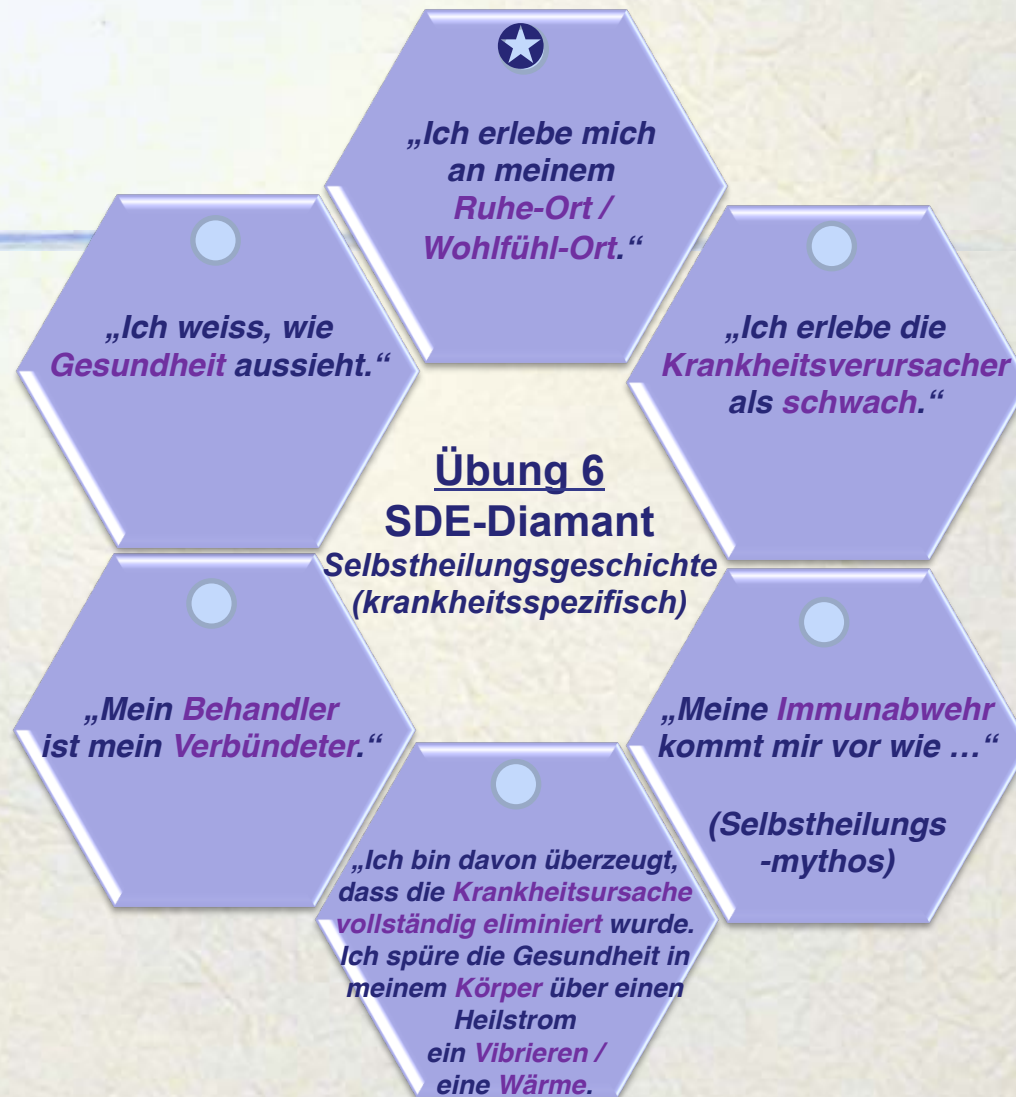 „Ich erlebe mich
an meinem
Ruhe-Ort /
Wohlfühl-Ort.“
„Ich weiss, wie
Gesundheit aussieht.“
„Ich erlebe die
Krankheitsverursacher
als schwach.“
Übung 6
SDE-Diamant
Selbstheilungsgeschichte
(krankheitsspezifisch)
„Mein Behandler
ist mein Verbündeter.“
„Meine Immunabwehr
kommt mir vor wie ...“
(Selbstheilungs
-mythos)
„Ich bin davon überzeugt,
dass die Krankheitsursache
vollständig eliminiert wurde.
Ich spüre die Gesundheit in
meinem Körper über einen
Heilstrom
ein Vibrieren /
eine Wärme.